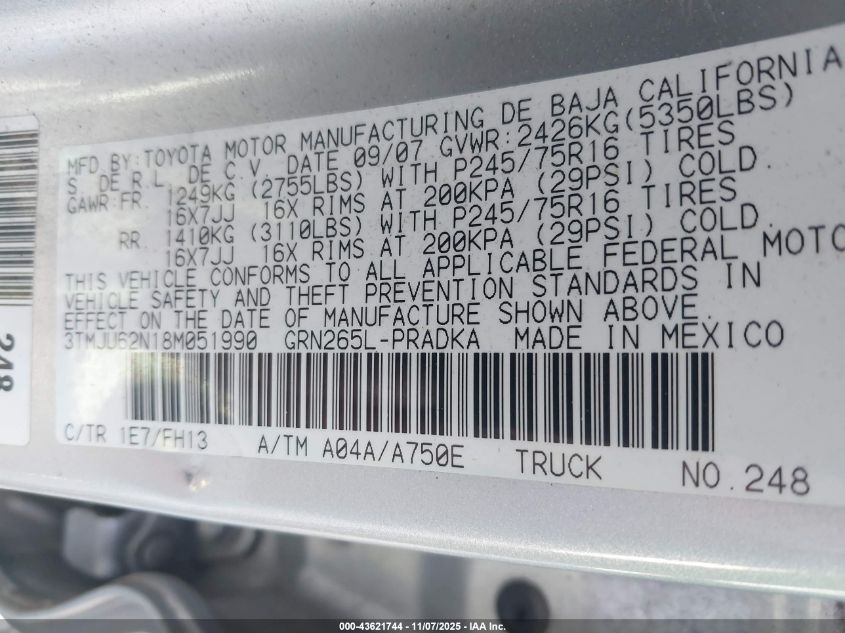 MFD BY: TOYOTA MOTOR MANUFACTURING DE BAJA CALIFORNIA
S. DE R.L. DE C.V. DATE 09/07 GVWR:2426KG(5350LBS)
GAWR:FR. 1249KG (2755LBS) WITH P245/75R16 TIRES
16X7JJ 16X RIMS AT 200KPA (29PSI) COLD.
RR. 1410KG (3110LBS) WITH P245/75R16 TIRES
16X7JJ 16X RIMS AT 200KPA (29PSI) COLD.
THIS VEHICLE CONFORMS TO ALL APPLICABLE FEDERAL MOTO
VEHICLE SAFETY AND THEFT PREVENTION STANDARDS IN
EFFECT ON THE DATE OF MANUFACTURE SHOWN ABOVE.
3TMJU62N18M051990 GRN265L-PRADKA MADE IN MEXICO
C/TR 1E7/FH13 A/TM A04A/A750E TRUCK NO.248
248
000-43621744 - 11/07/2025 - IAA Inc.